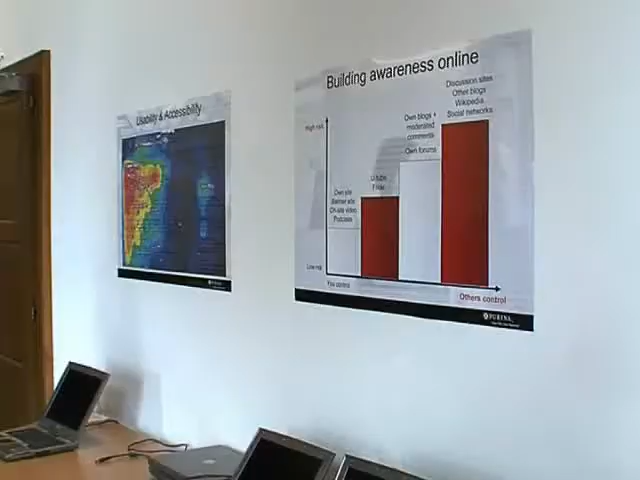 Usability & Accessibility
Building awareness online
Discussion sites
Other blogs
Wikipedia
Social networks
Own blogs +
moderated
comments
Own forums
High risk
U-tube
Flickr
Own site
Banner site
On-site video
Podcasts
Low risk
You control
Others control
PURINA